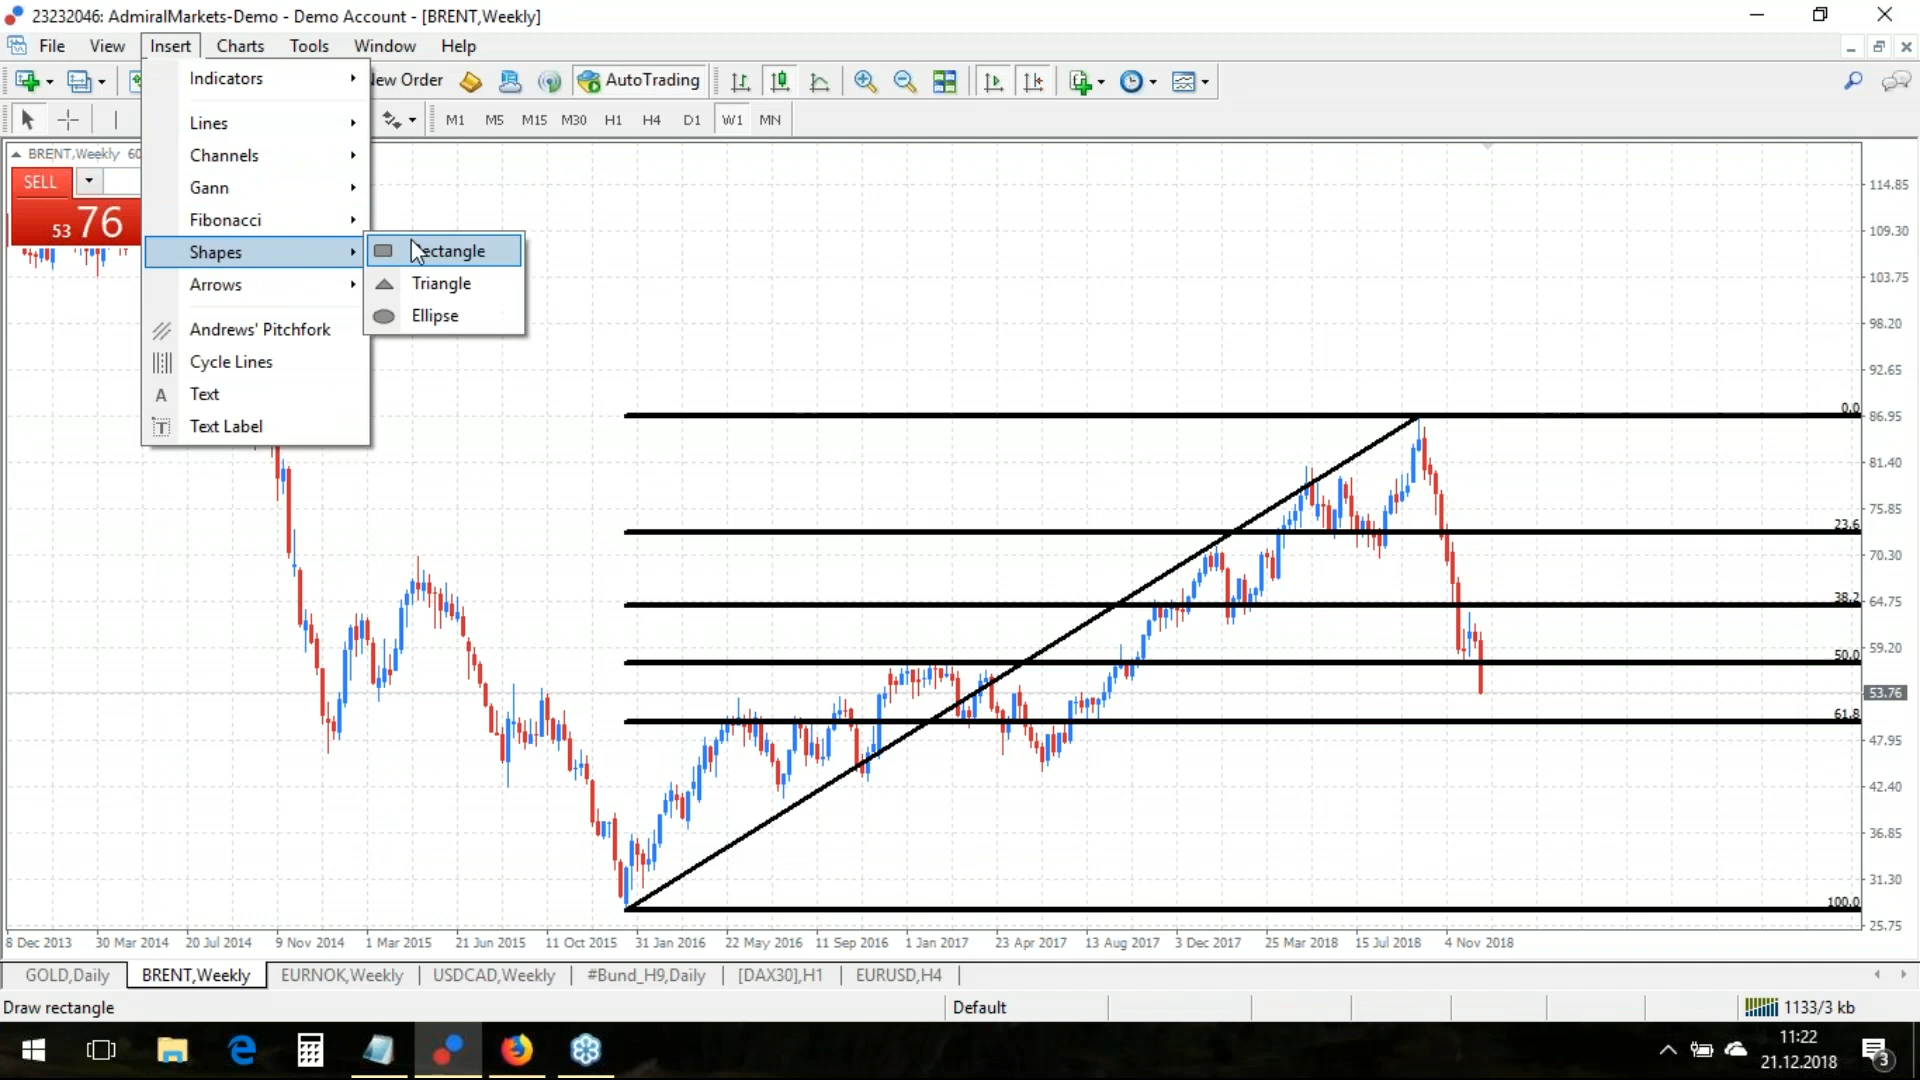 23232046: AdmiralMarkets-Demo - Demo Account - [BRENT,Weekly]
File View Insert Charts Tools Window Help
New Order AutoTrading
M1 M5 M15 M30 H1 H4 D1 W1 MN
BRENT,Weekly 60
SELL
53 76
Indicators
Lines
Channels
Gann
Fibonacci
Shapes
Arrows
Andrews' Pitchfork
Cycle Lines
Text
Text Label
Rectangle
Triangle
Ellipse
114.85
109.30
103.75
98.20
92.65
0.0
86.95
81.40
75.85
23.6
70.30
38.2
64.75
59.20
50.0
53.76
61.8
47.95
42.40
36.85
31.30
100.0
25.75
8 Dec 2013 30 Mar 2014 20 Jul 2014 9 Nov 2014 1 Mar 2015 21 Jun 2015 11 Oct 2015 31 Jan 2016 22 May 2016 11 Sep 2016 1 Jan 2017 23 Apr 2017 13 Aug 2017 3 Dec 2017 25 Mar 2018 15 Jul 2018 4 Nov 2018
GOLD,Daily BRENT,Weekly EURNOK,Weekly USDCAD,Weekly #Bund_H9,Daily [DAX30],H1 EURUSD,H4
Draw rectangle Default 1133/3 kb
11:22
21.12.2018
3